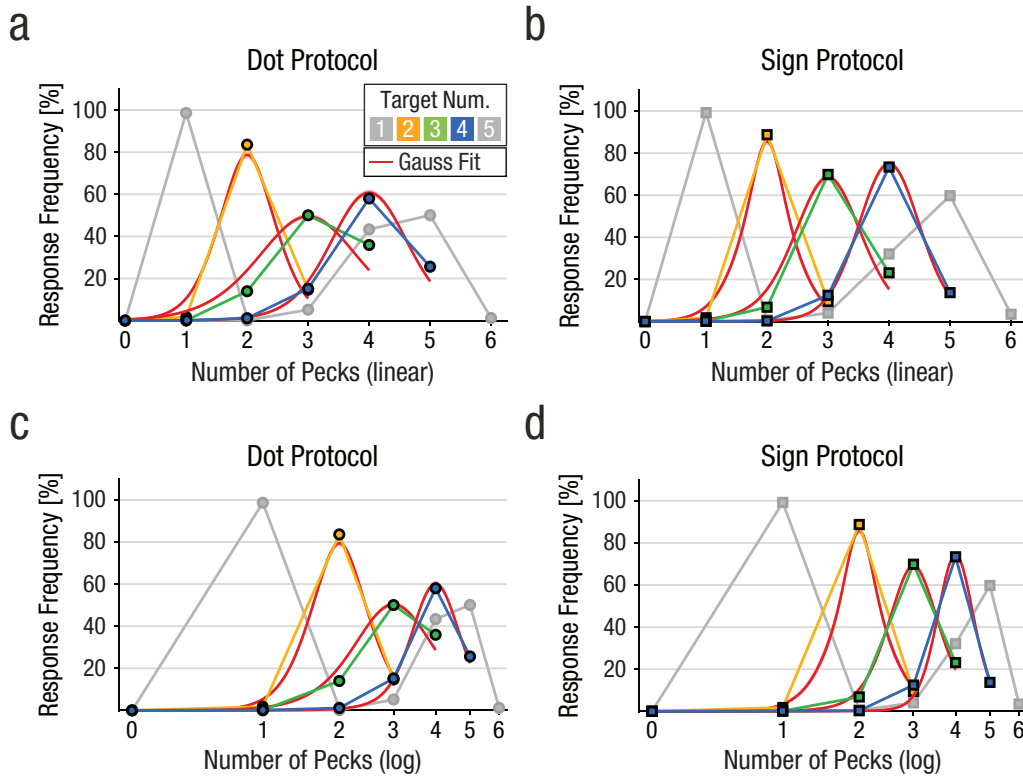 a
Dot Protocol
Response Frequency [%]
100
80
60
40
20
0 1 2 3 4 5 6
Number of Pecks (linear)
Target Num.
1 2 3 4 5
Gauss Fit
b
Sign Protocol
Response Frequency [%]
100
80
60
40
20
0 1 2 3 4 5 6
Number of Pecks (linear)
c
Dot Protocol
Response Frequency [%]
100
80
60
40
20
0 1 2 3 4 5 6
Number of Pecks (log)
d
Sign Protocol
Response Frequency [%]
100
80
60
40
20
0 1 2 3 4 5 6
Number of Pecks (log)